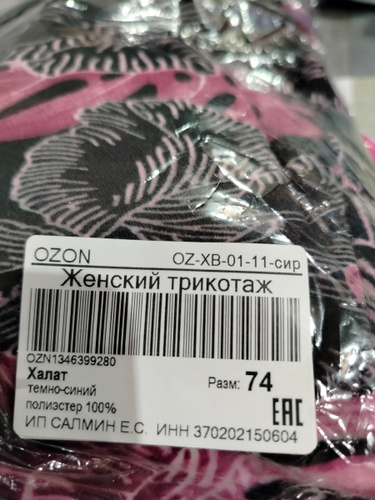 OZON OZ-XB-01-11-сир
Женский трикотаж
OZN1346399280
Халат Разм: 74
темно-синий
полиэстер 100% EAC
ИП САЛМИН Е.С. ИНН 370202150604